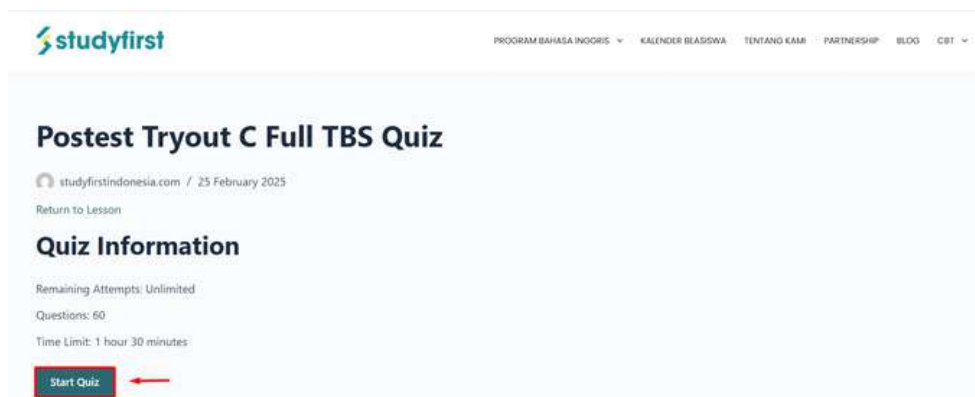 studyfirst
PROGRAM BAHASA INGGRIS KALENDER BEASISWA TENTANG KAMI PARTNERSHIP BLOG CBT
Postest Tryout C Full TBS Quiz
studyfirstindonesia.com / 25 February 2025
Return to Lesson
Quiz Information
Remaining Attempts: Unlimited
Questions: 60
Time Limit: 1 hour 30 minutes
Start Quiz